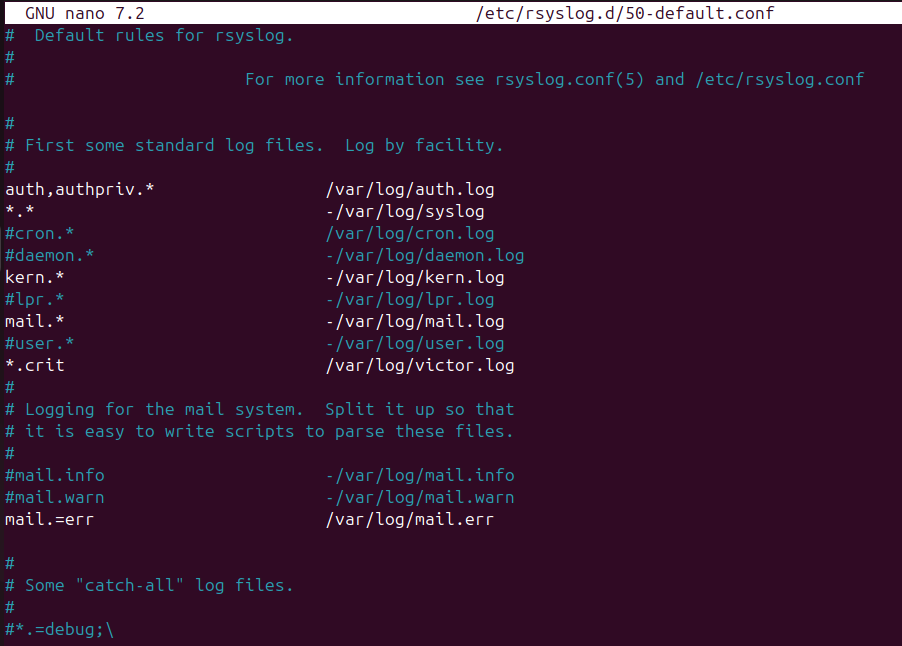 GNU nano 7.2 /etc/rsyslog.d/50-default.conf
#  Default rules for rsyslog.
#
#                       For more information see rsyslog.conf(5) and /etc/rsyslog.conf
#
# First some standard log files.  Log by facility.
#
auth,authpriv.*                 /var/log/auth.log
*.*                             -/var/log/syslog
#cron.*                         /var/log/cron.log
#daemon.*                       -/var/log/daemon.log
kern.*                          -/var/log/kern.log
#lpr.*                          -/var/log/lpr.log
mail.*                          -/var/log/mail.log
#user.*                         -/var/log/user.log
*.crit                          /var/log/victor.log
#
# Logging for the mail system.  Split it up so that
# it is easy to write scripts to parse these files.
#
#mail.info                      -/var/log/mail.info
#mail.warn                      -/var/log/mail.warn
mail.=err                       /var/log/mail.err
#
# Some "catch-all" log files.
#
#*.=debug;\